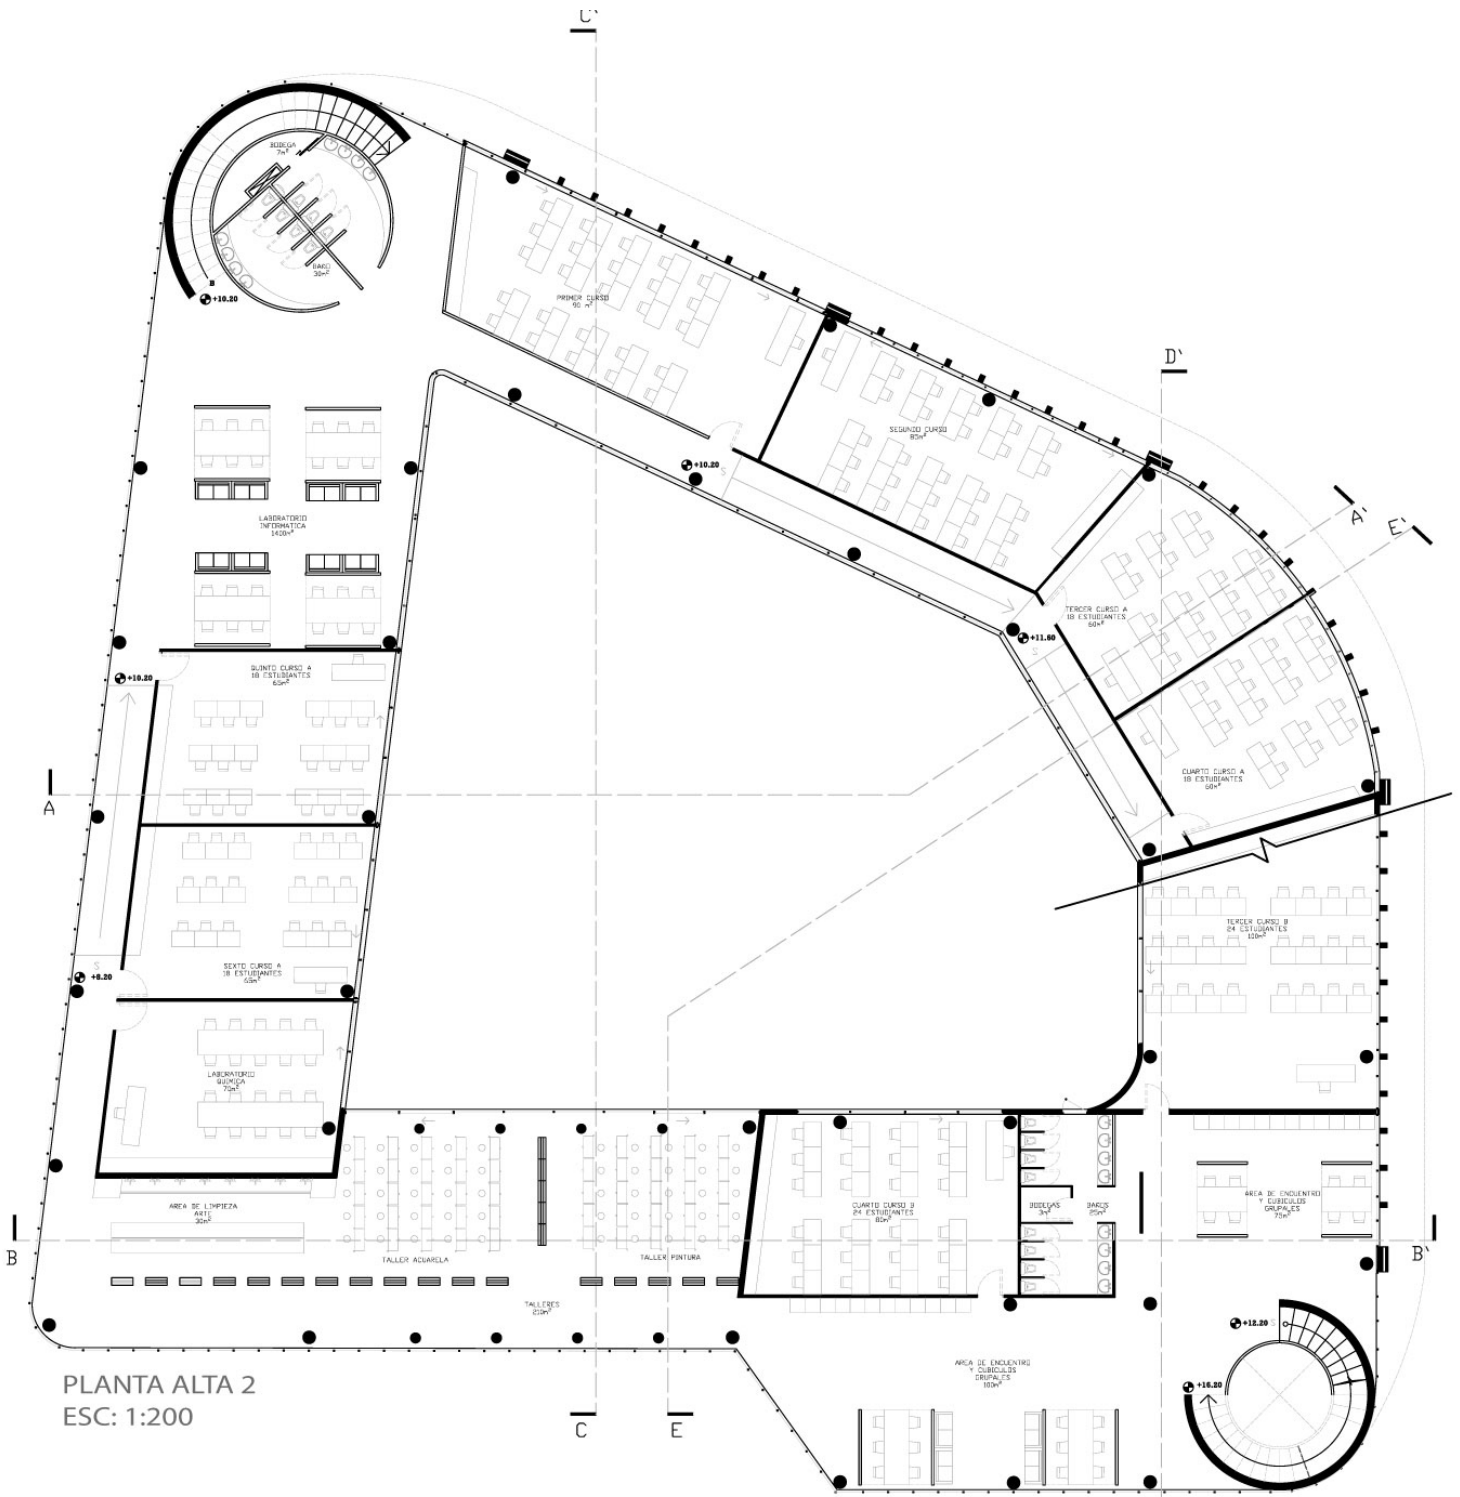 C'
BODEGA
7m²
BAÑO
30m²
+10.20
PRIMER CURSO
90 m²
D'
SEGUNDO CURSO
85m²
+10.20
S
A'
E'
LABORATORIO
INFORMATICA
1400m²
TERCER CURSO A
18 ESTUDIANTES
60m²
+11.60
S
QUINTO CURSO A
18 ESTUDIANTES
65m²
+10.20
CUARTO CURSO A
18 ESTUDIANTES
60m²
A
TERCER CURSO B
24 ESTUDIANTES
100m²
SEXTO CURSO A
18 ESTUDIANTES
65m²
S
+8.20
LABORATORIO
QUIMICA
70m²
AREA DE LIMPIEZA
ARTE
30m²
CUARTO CURSO B
24 ESTUDIANTES
80m²
BODEGAS
3m²
BAÑOS
25m²
AREA DE ENCUENTRO
Y CUBICULOS
GRUPALES
75m²
B
TALLER ACUARELA
TALLER PINTURA
B'
TALLERES
210m²
+12.20
S
AREA DE ENCUENTRO
Y CUBICULOS
GRUPALES
100m²
+16.20
PLANTA ALTA 2
ESC: 1:200
C
E